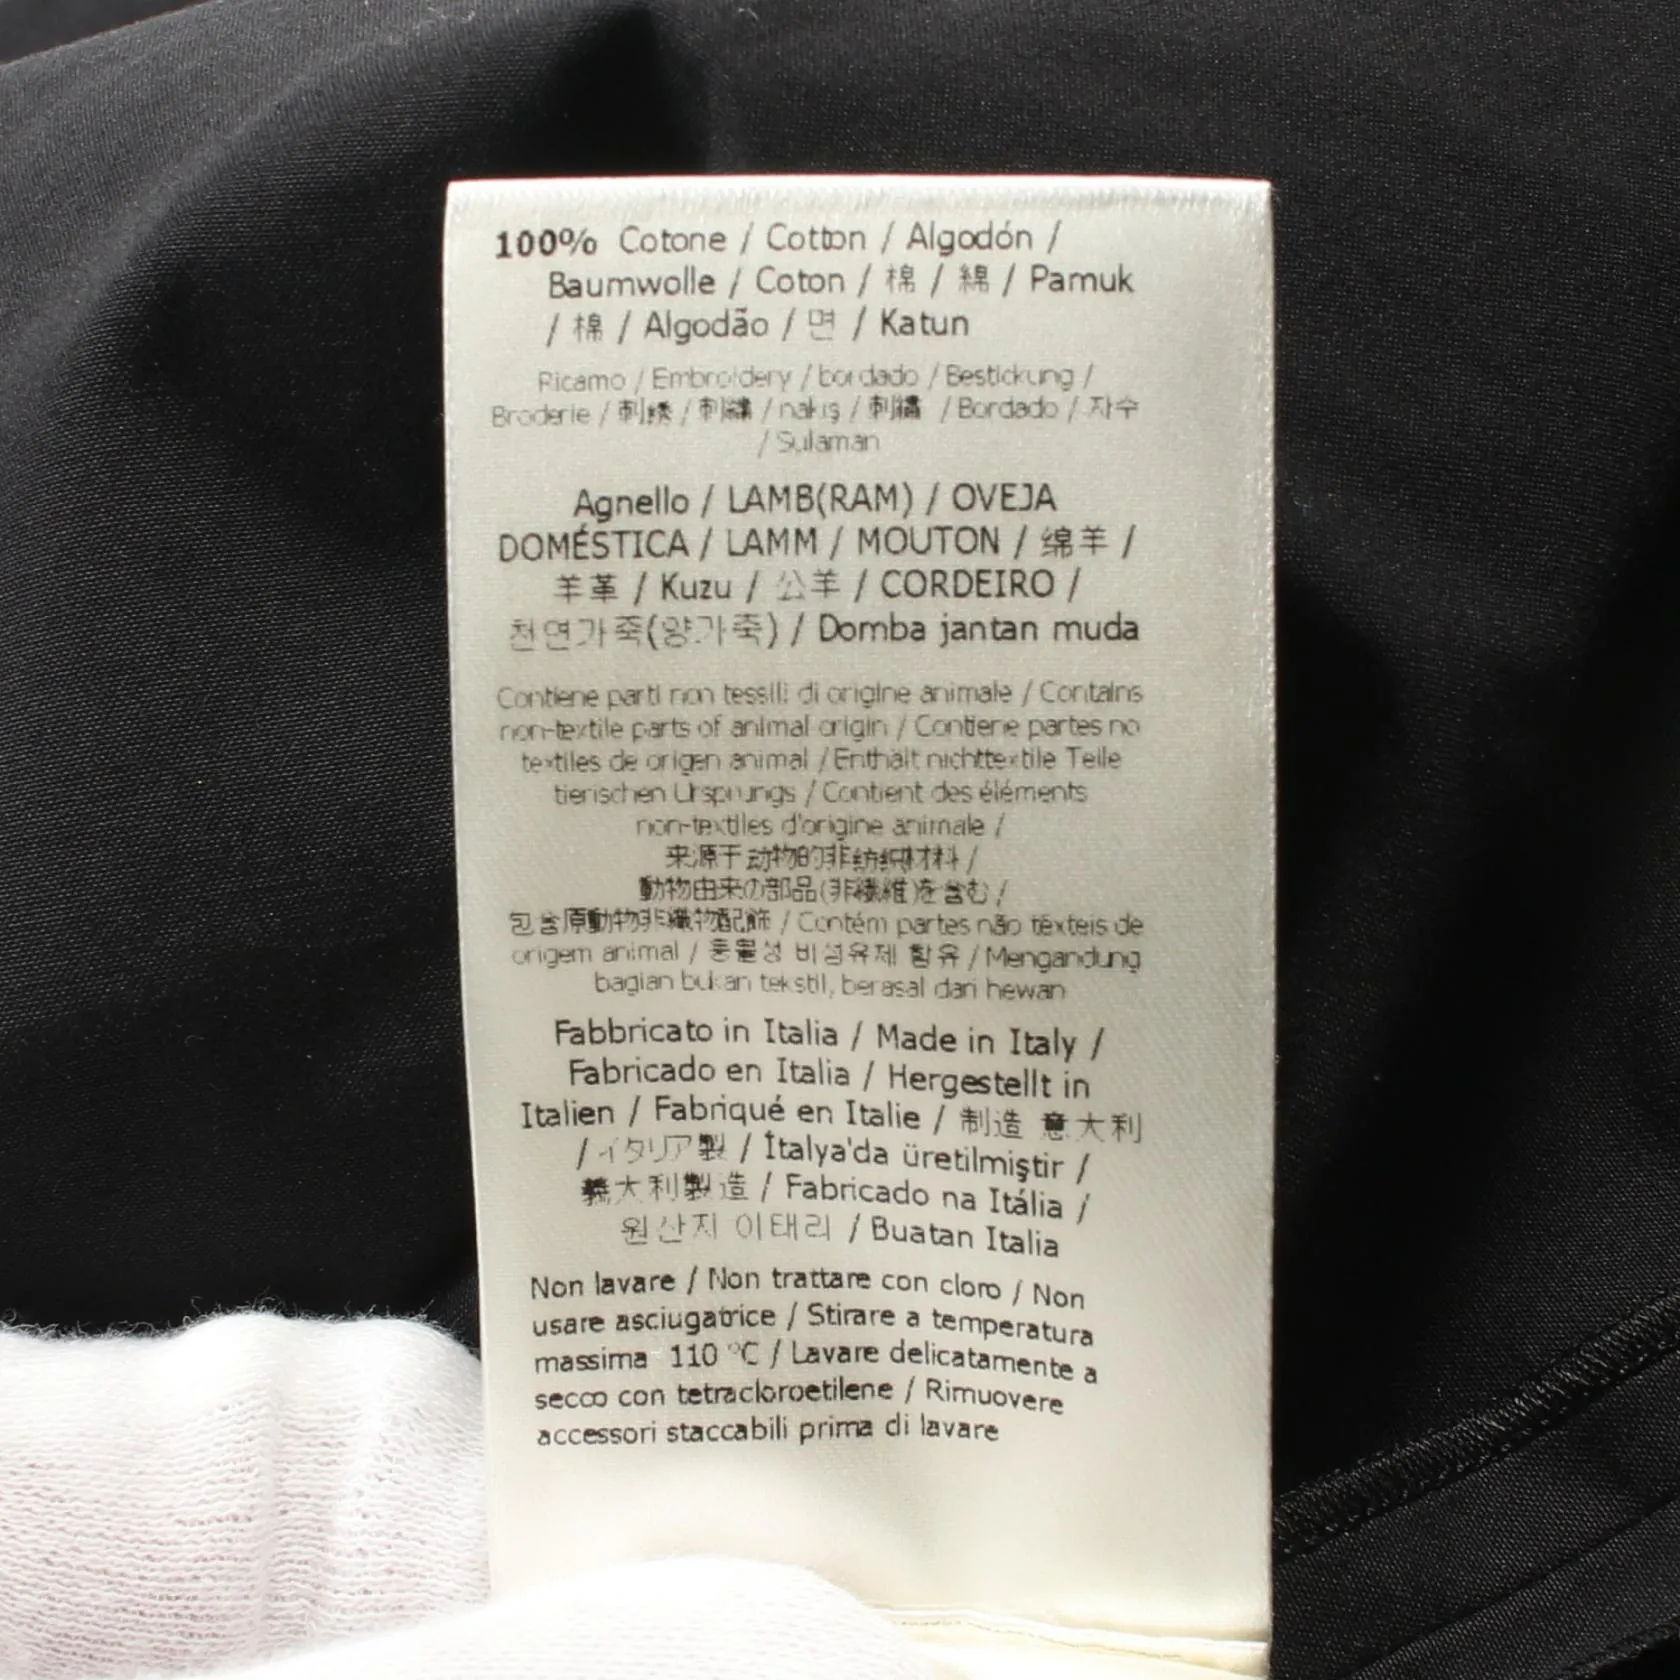 100% Cotone / Cotton / Algodón /
Baumwolle / Coton / 棉 / 綿 / Pamuk
/ 棉 / Algodão / 면 / Katun
Ricamo / Embroidery / bordado / Bestickung /
Broderie / 刺绣 / 刺繍 / nakış / 刺繡 / Bordado / 자수
/ Sulaman
Agnello / LAMB(RAM) / OVEJA
DOMÉSTICA / LAMM / MOUTON / 绵羊 /
羊革 / Kuzu / 公羊 / CORDEIRO /
천연가죽(양가죽) / Domba jantan muda
Contiene parti non tessili di origine animale / Contains
non-textile parts of animal origin / Contiene partes no
textiles de origen animal / Enthält nichttextile Teile
tierischen Ursprungs / Contient des éléments
non-textiles d'origine animale /
来源于动物的非纺织材料 /
動物由来の部品(非繊維)を含む /
包含原動物非織物配飾 / Contém partes não têxteis de
origem animal / 동물성 비섬유제 함유 / Mengandung
bagian bukan tekstil, berasal dari hewan
Fabbricato in Italia / Made in Italy /
Fabricado en Italia / Hergestellt in
Italien / Fabriqué en Italie / 制造 意大利
/ イタリア製 / İtalya'da üretilmiştir /
義大利製造 / Fabricado na Itália /
원산지 이태리 / Buatan Italia
Non lavare / Non trattare con cloro / Non
usare asciugatrice / Stirare a temperatura
massima 110 °C / Lavare delicatamente a
secco con tetracloroetilene / Rimuovere
accessori staccabili prima di lavare